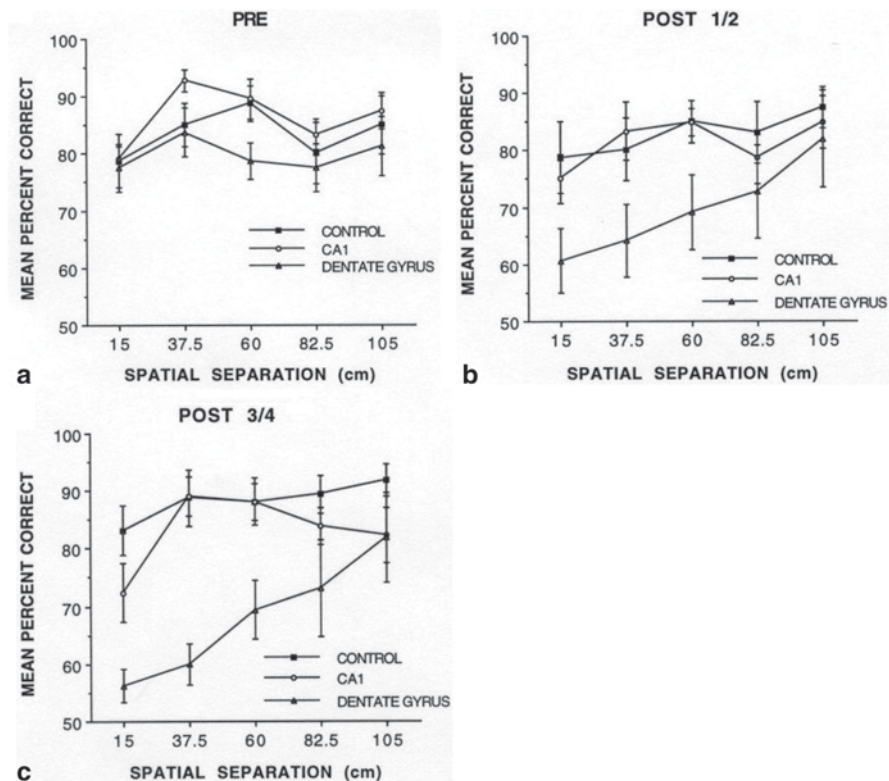 PRE
MEAN PERCENT CORRECT
100
90
80
70
60
50
CONTROL
CA1
DENTATE GYRUS
15 37.5 60 82.5 105
SPATIAL SEPARATION (cm)
a
POST 1/2
MEAN PERCENT CORRECT
100
90
80
70
60
50
CONTROL
CA1
DENTATE GYRUS
15 37.5 60 82.5 105
SPATIAL SEPARATION (cm)
b
POST 3/4
MEAN PERCENT CORRECT
100
90
80
70
60
50
CONTROL
CA1
DENTATE GYRUS
15 37.5 60 82.5 105
SPATIAL SEPARATION (cm)
c